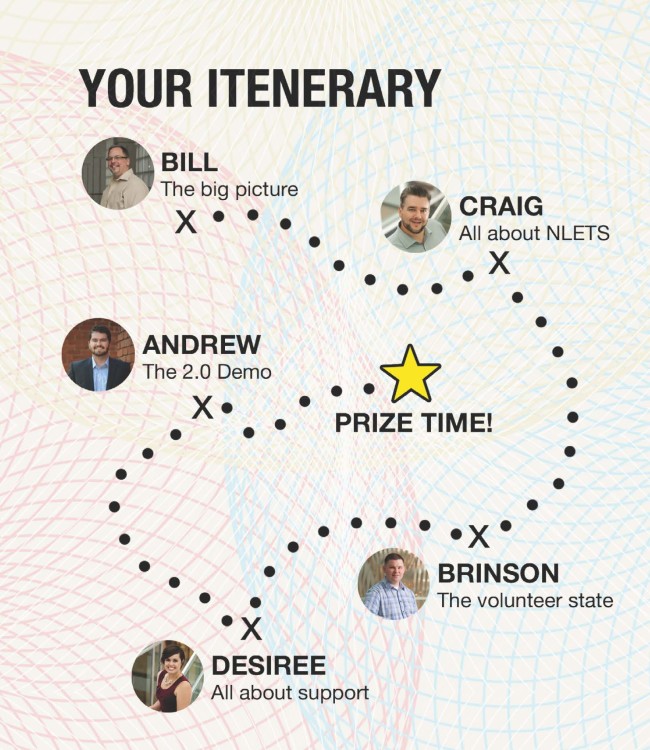 YOUR ITENERARY
BILL
The big picture
X
CRAIG
All about NLETS
X
ANDREW
The 2.0 Demo
X
PRIZE TIME!
X
BRINSON
The volunteer state
X
DESIREE
All about support